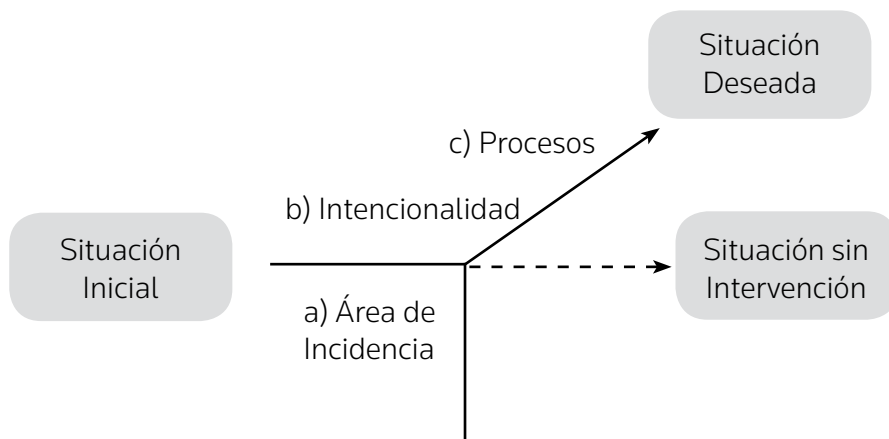 Situación
Deseada
c) Procesos
b) Intencionalidad
Situación
Inicial
Situación sin
Intervención
a) Área de
Incidencia